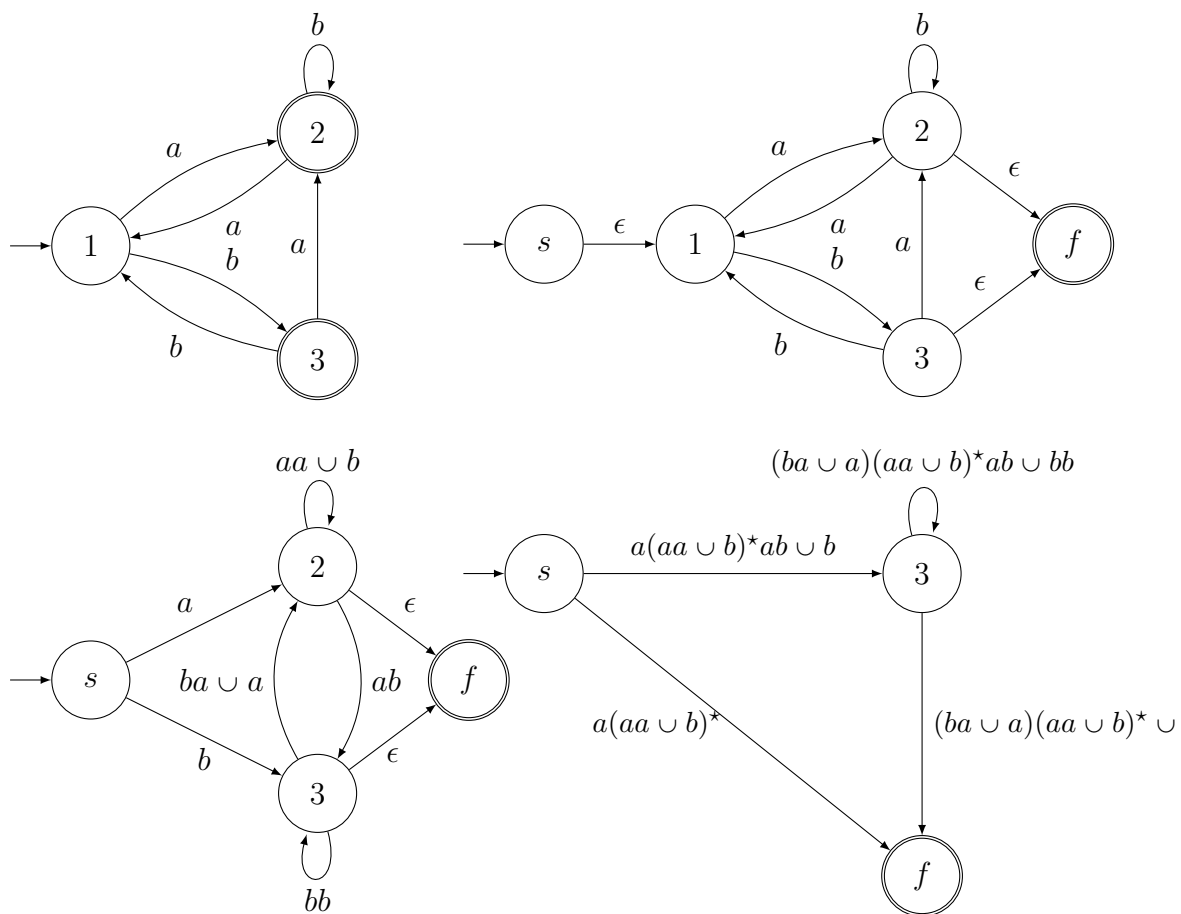 b
2
a
a
1
a
b
b
3
b
2
a
ϵ
s
ϵ
1
a
a
f
b
ϵ
b
3
aa ∪ b
2
a
ϵ
s
ba ∪ a
ab
f
b
ϵ
3
bb
(ba ∪ a)(aa ∪ b)⋆ab ∪ bb
a(aa ∪ b)⋆ab ∪ b
s
3
a(aa ∪ b)⋆
(ba ∪ a)(aa ∪ b)⋆ ∪
f